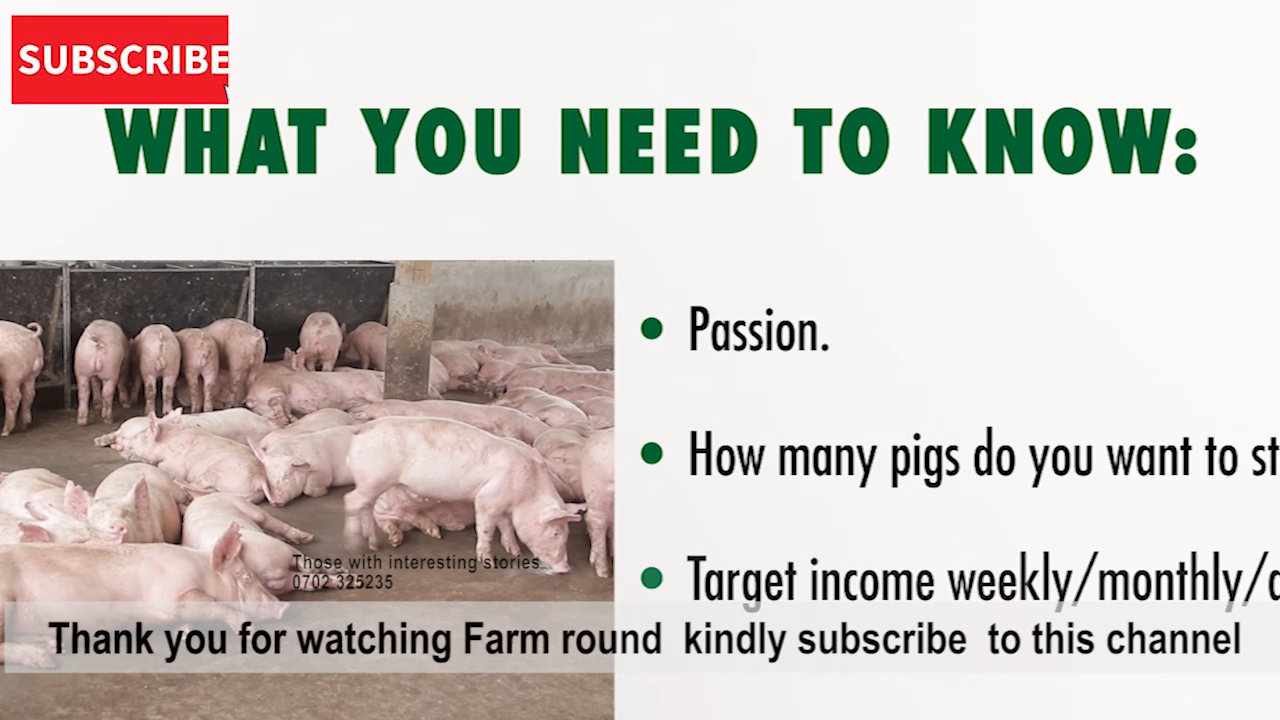 SUBSCRIBE
WHAT YOU NEED TO KNOW:
Passion.
How many pigs do you want to st
Target income weekly/monthly/
Those with interesting stories
0702 325235
Thank you for watching Farm round kindly subscribe to this channel